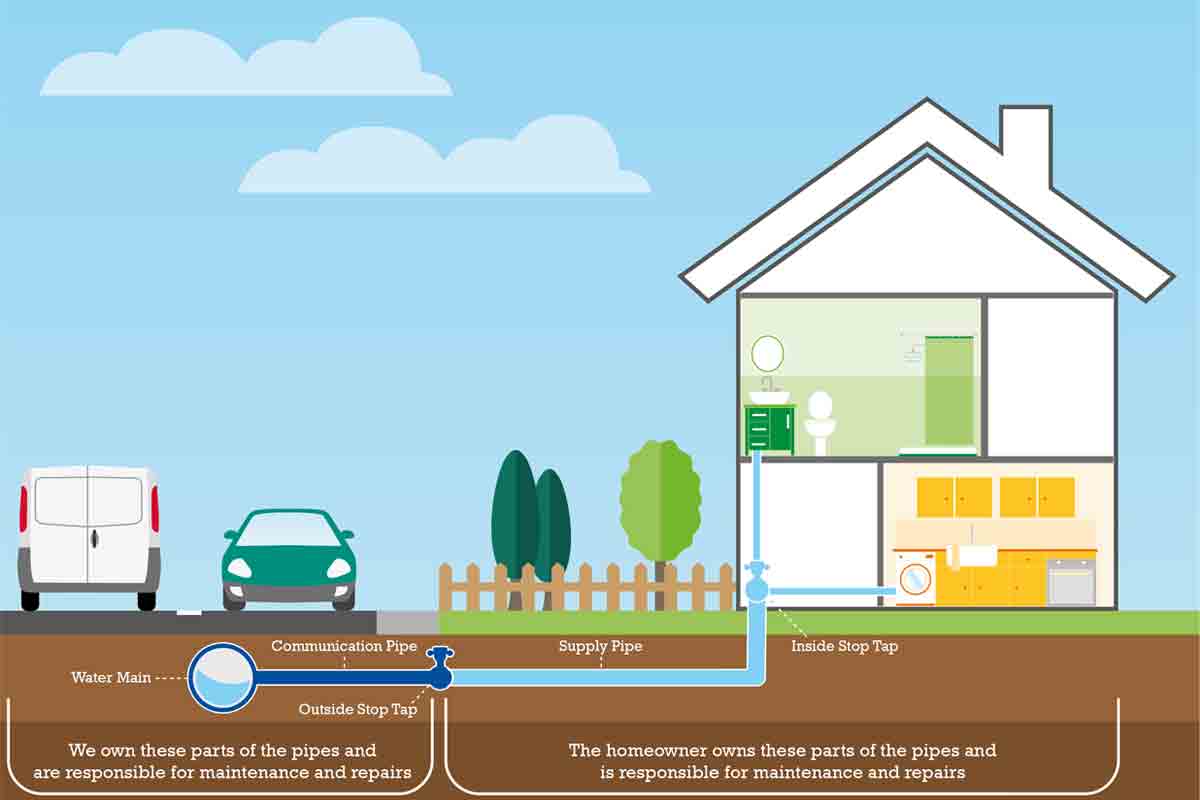 Communication Pipe
Supply Pipe
Inside Stop Tap
Water Main
Outside Stop Tap
We own these parts of the pipes and
are responsible for maintenance and repairs
The homeowner owns these parts of the pipes and
is responsible for maintenance and repairs